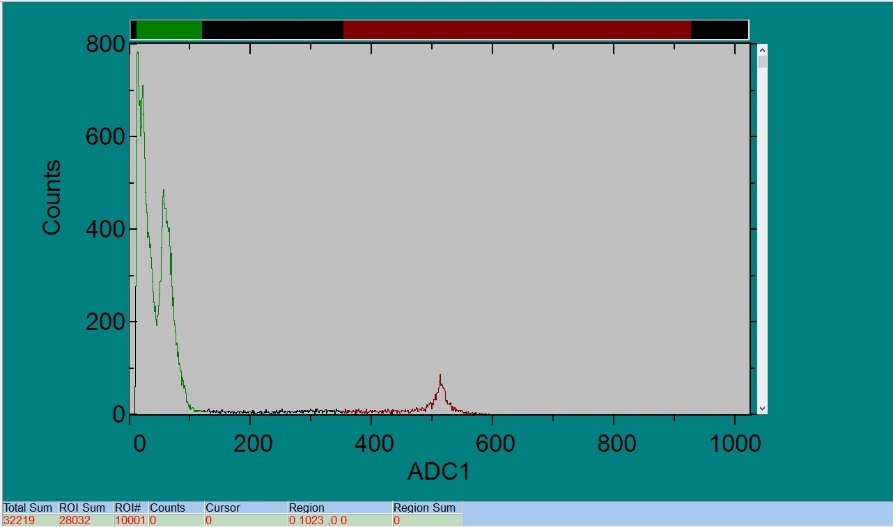 800
600
400
200
0
Counts
0 200 400 600 800 1000
ADC1
Total Sum ROI Sum ROI# Counts Cursor Region Region Sum
32219 28032 10001 0 0 0 1023 ,0 0 0